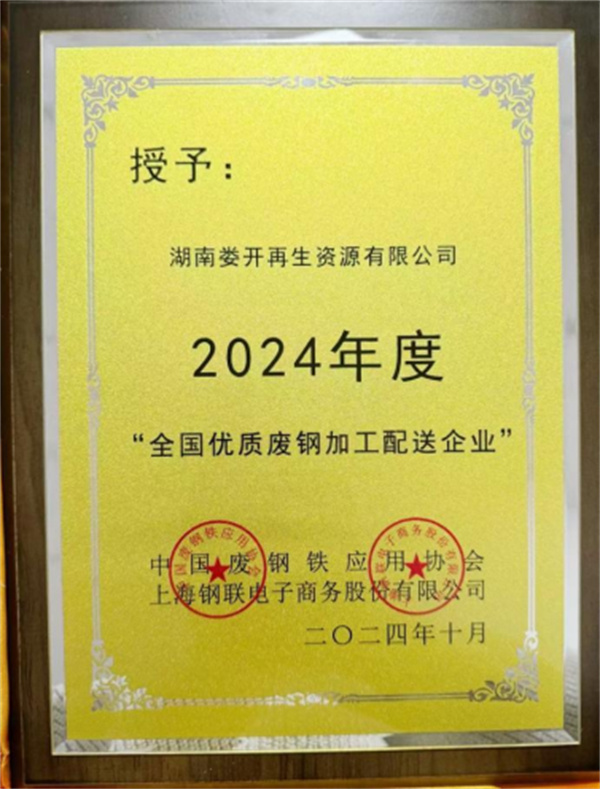 授予：
湖南娄开再生资源有限公司
2024年度
“全国优质废钢加工配送企业”
中国废钢铁应用协会
上海钢联电子商务股份有限公司
二〇二四年十月